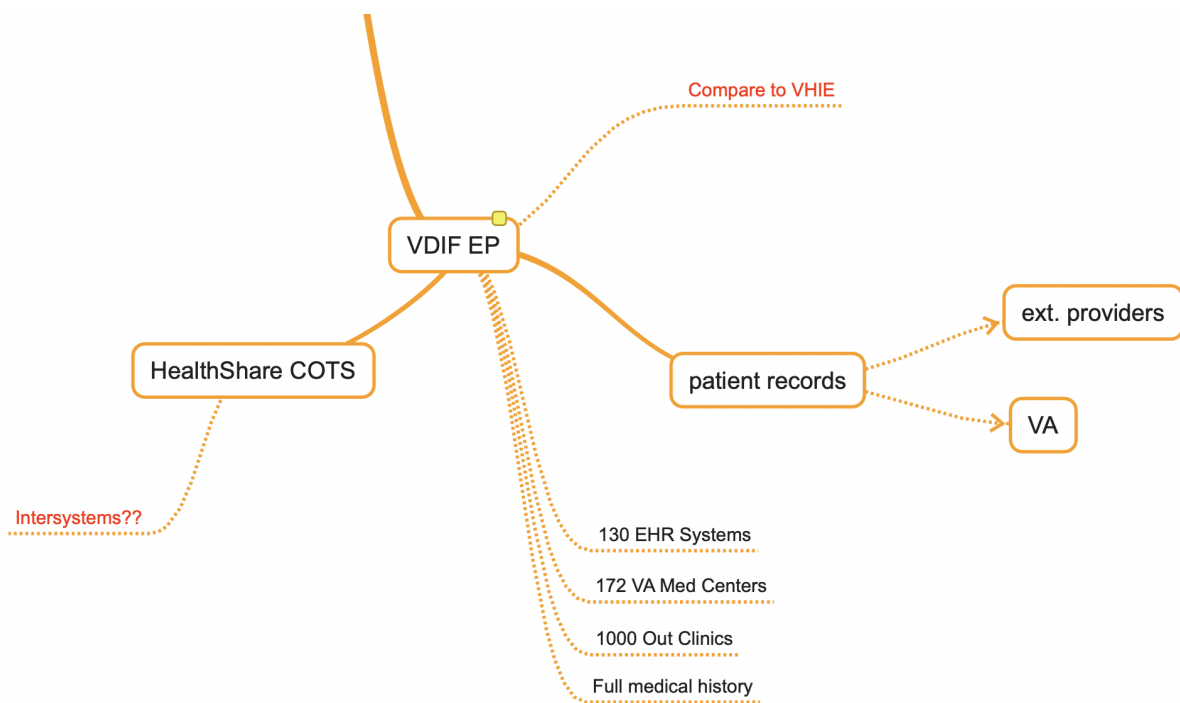 Compare to VHIE
VDIF EP
ext. providers
HealthShare COTS
patient records
VA
Intersystems??
130 EHR Systems
172 VA Med Centers
1000 Out Clinics
Full medical history